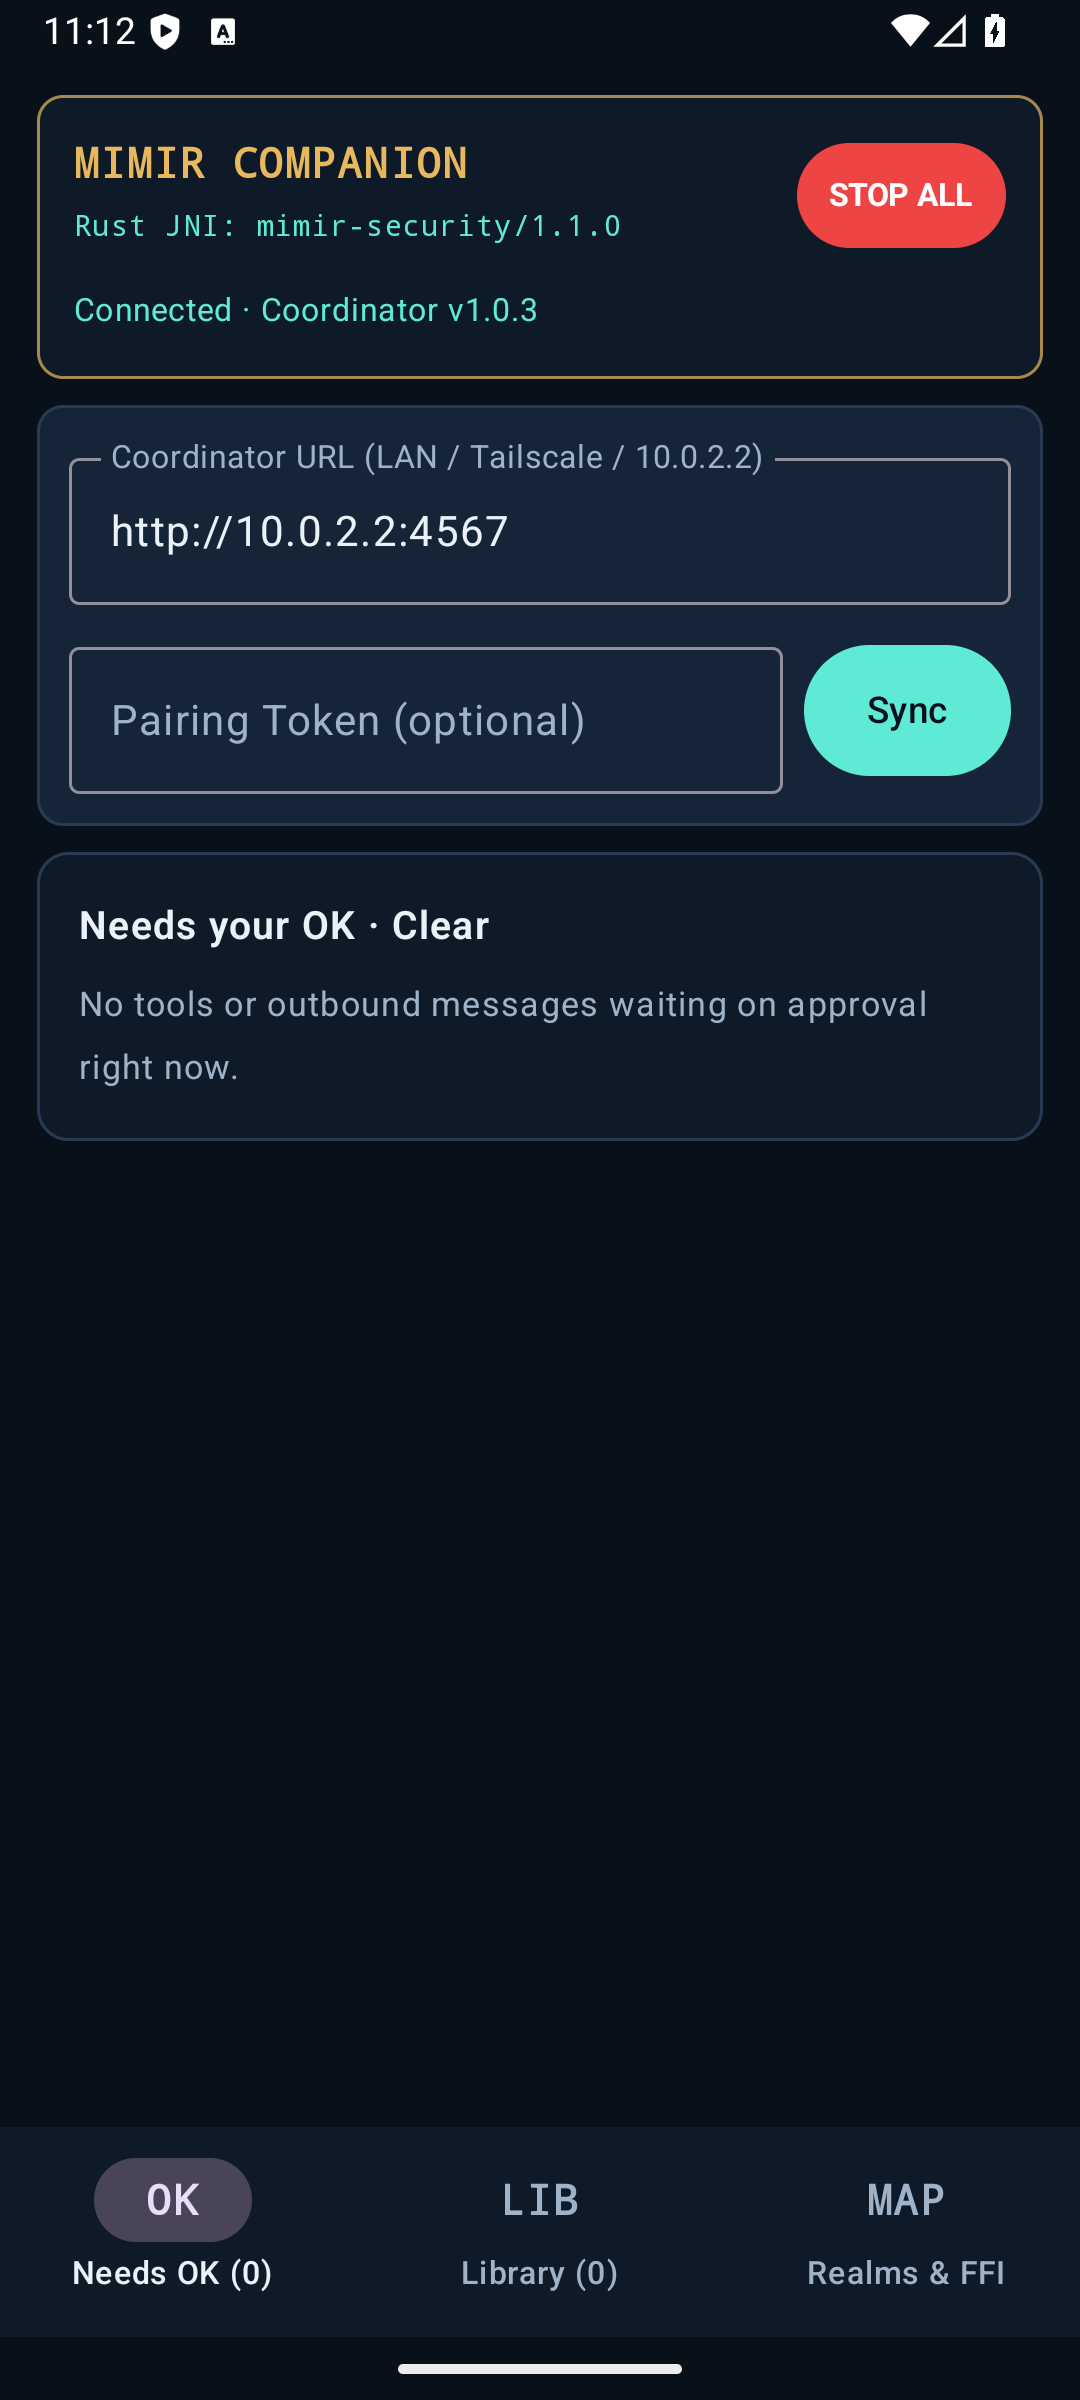 11:12
MIMIR COMPANION
STOP ALL
Rust JNI: mimir-security/1.1.0
Connected · Coordinator v1.0.3
Coordinator URL (LAN / Tailscale / 10.0.2.2)
http://10.0.2.2:4567
Pairing Token (optional)
Sync
Needs your OK · Clear
No tools or outbound messages waiting on approval
right now.
OK
LIB
MAP
Needs OK (0)
Library (0)
Realms & FFI